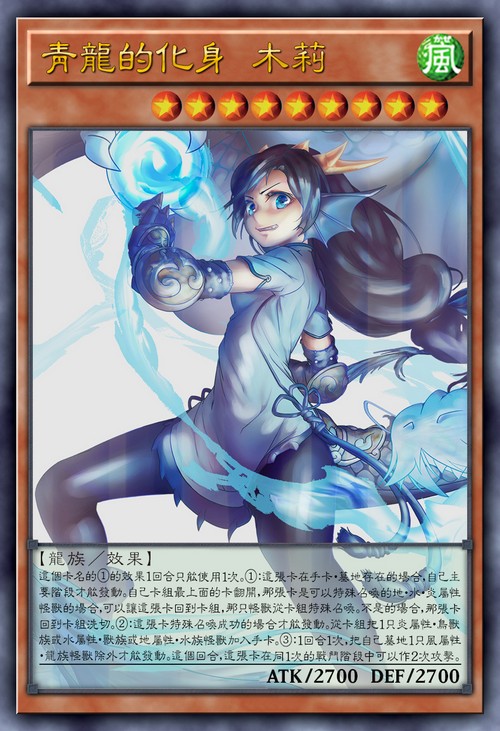 青龍的化身 木莉
風
【龍族／效果】
這個卡名的①的效果1回合只能使用1次。①:這張卡在手卡・墓地存在的場合,自己主
要階段才能發動。自己卡組最上面的卡翻開,那張卡是可以特殊召喚的地・水・炎屬性
怪獸的場合,可以讓這張卡回到卡組,那只怪獸從卡組特殊召喚。不是的場合,那張卡
回到卡組洗切。②:這張卡特殊召喚成功的場合才能發動。從卡組把1只炎屬性・鳥獸
族或水屬性・獸族或地屬性・水族怪獸加入手卡。③:1回合1次,把自己墓地1只風屬性
・龍族怪獸除外才能發動。這個回合,這張卡在同1次的戰鬥階段中可以作2次攻擊。
ATK/2700 DEF/2700